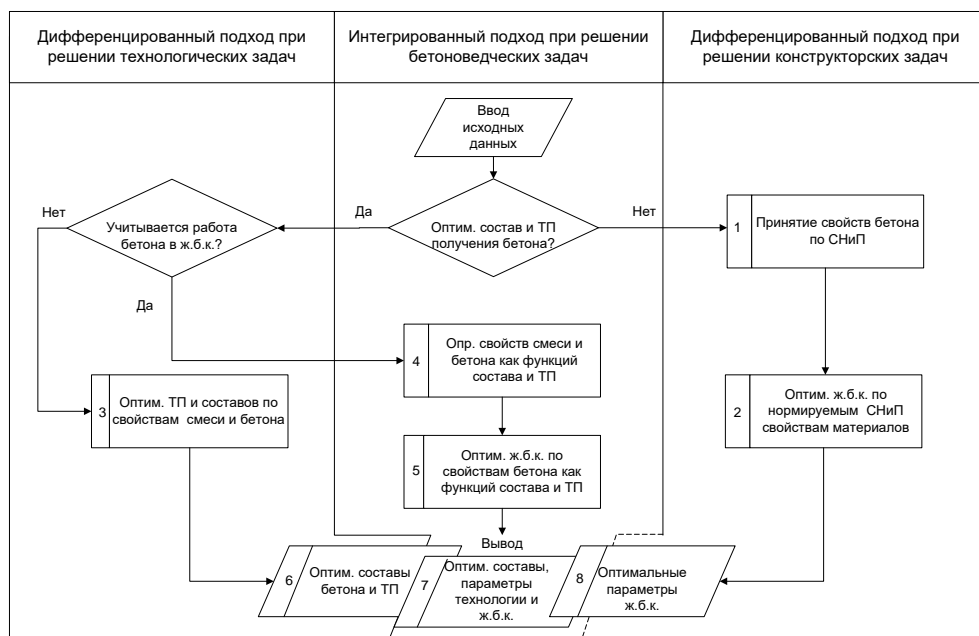 Дифференцированный подход при
решении технологических задач
Интегрированный подход при решении
бетоноведческих задач
Дифференцированный подход при
решении конструкторских задач
Ввод
исходных
данных
Оптим. состав и ТП
получения бетона?
Да
Нет
Учитывается работа
бетона в ж.б.к.?
Нет
Да
1
Принятие свойств бетона
по СНиП
4
Опр. свойств смеси и
бетона как функций
состава и ТП
3
Оптим. ТП и составов по
свойствам смеси и бетона
2
Оптим. ж.б.к. по
нормируемым СНиП
свойствам материалов
5
Оптим. ж.б.к. по
свойствам бетона как
функций состава и ТП
Вывод
6
Оптим. составы
бетона и ТП
7
Оптим. составы,
параметры
технологии и
ж.б.к.
8
Оптимальные
параметры
ж.б.к.